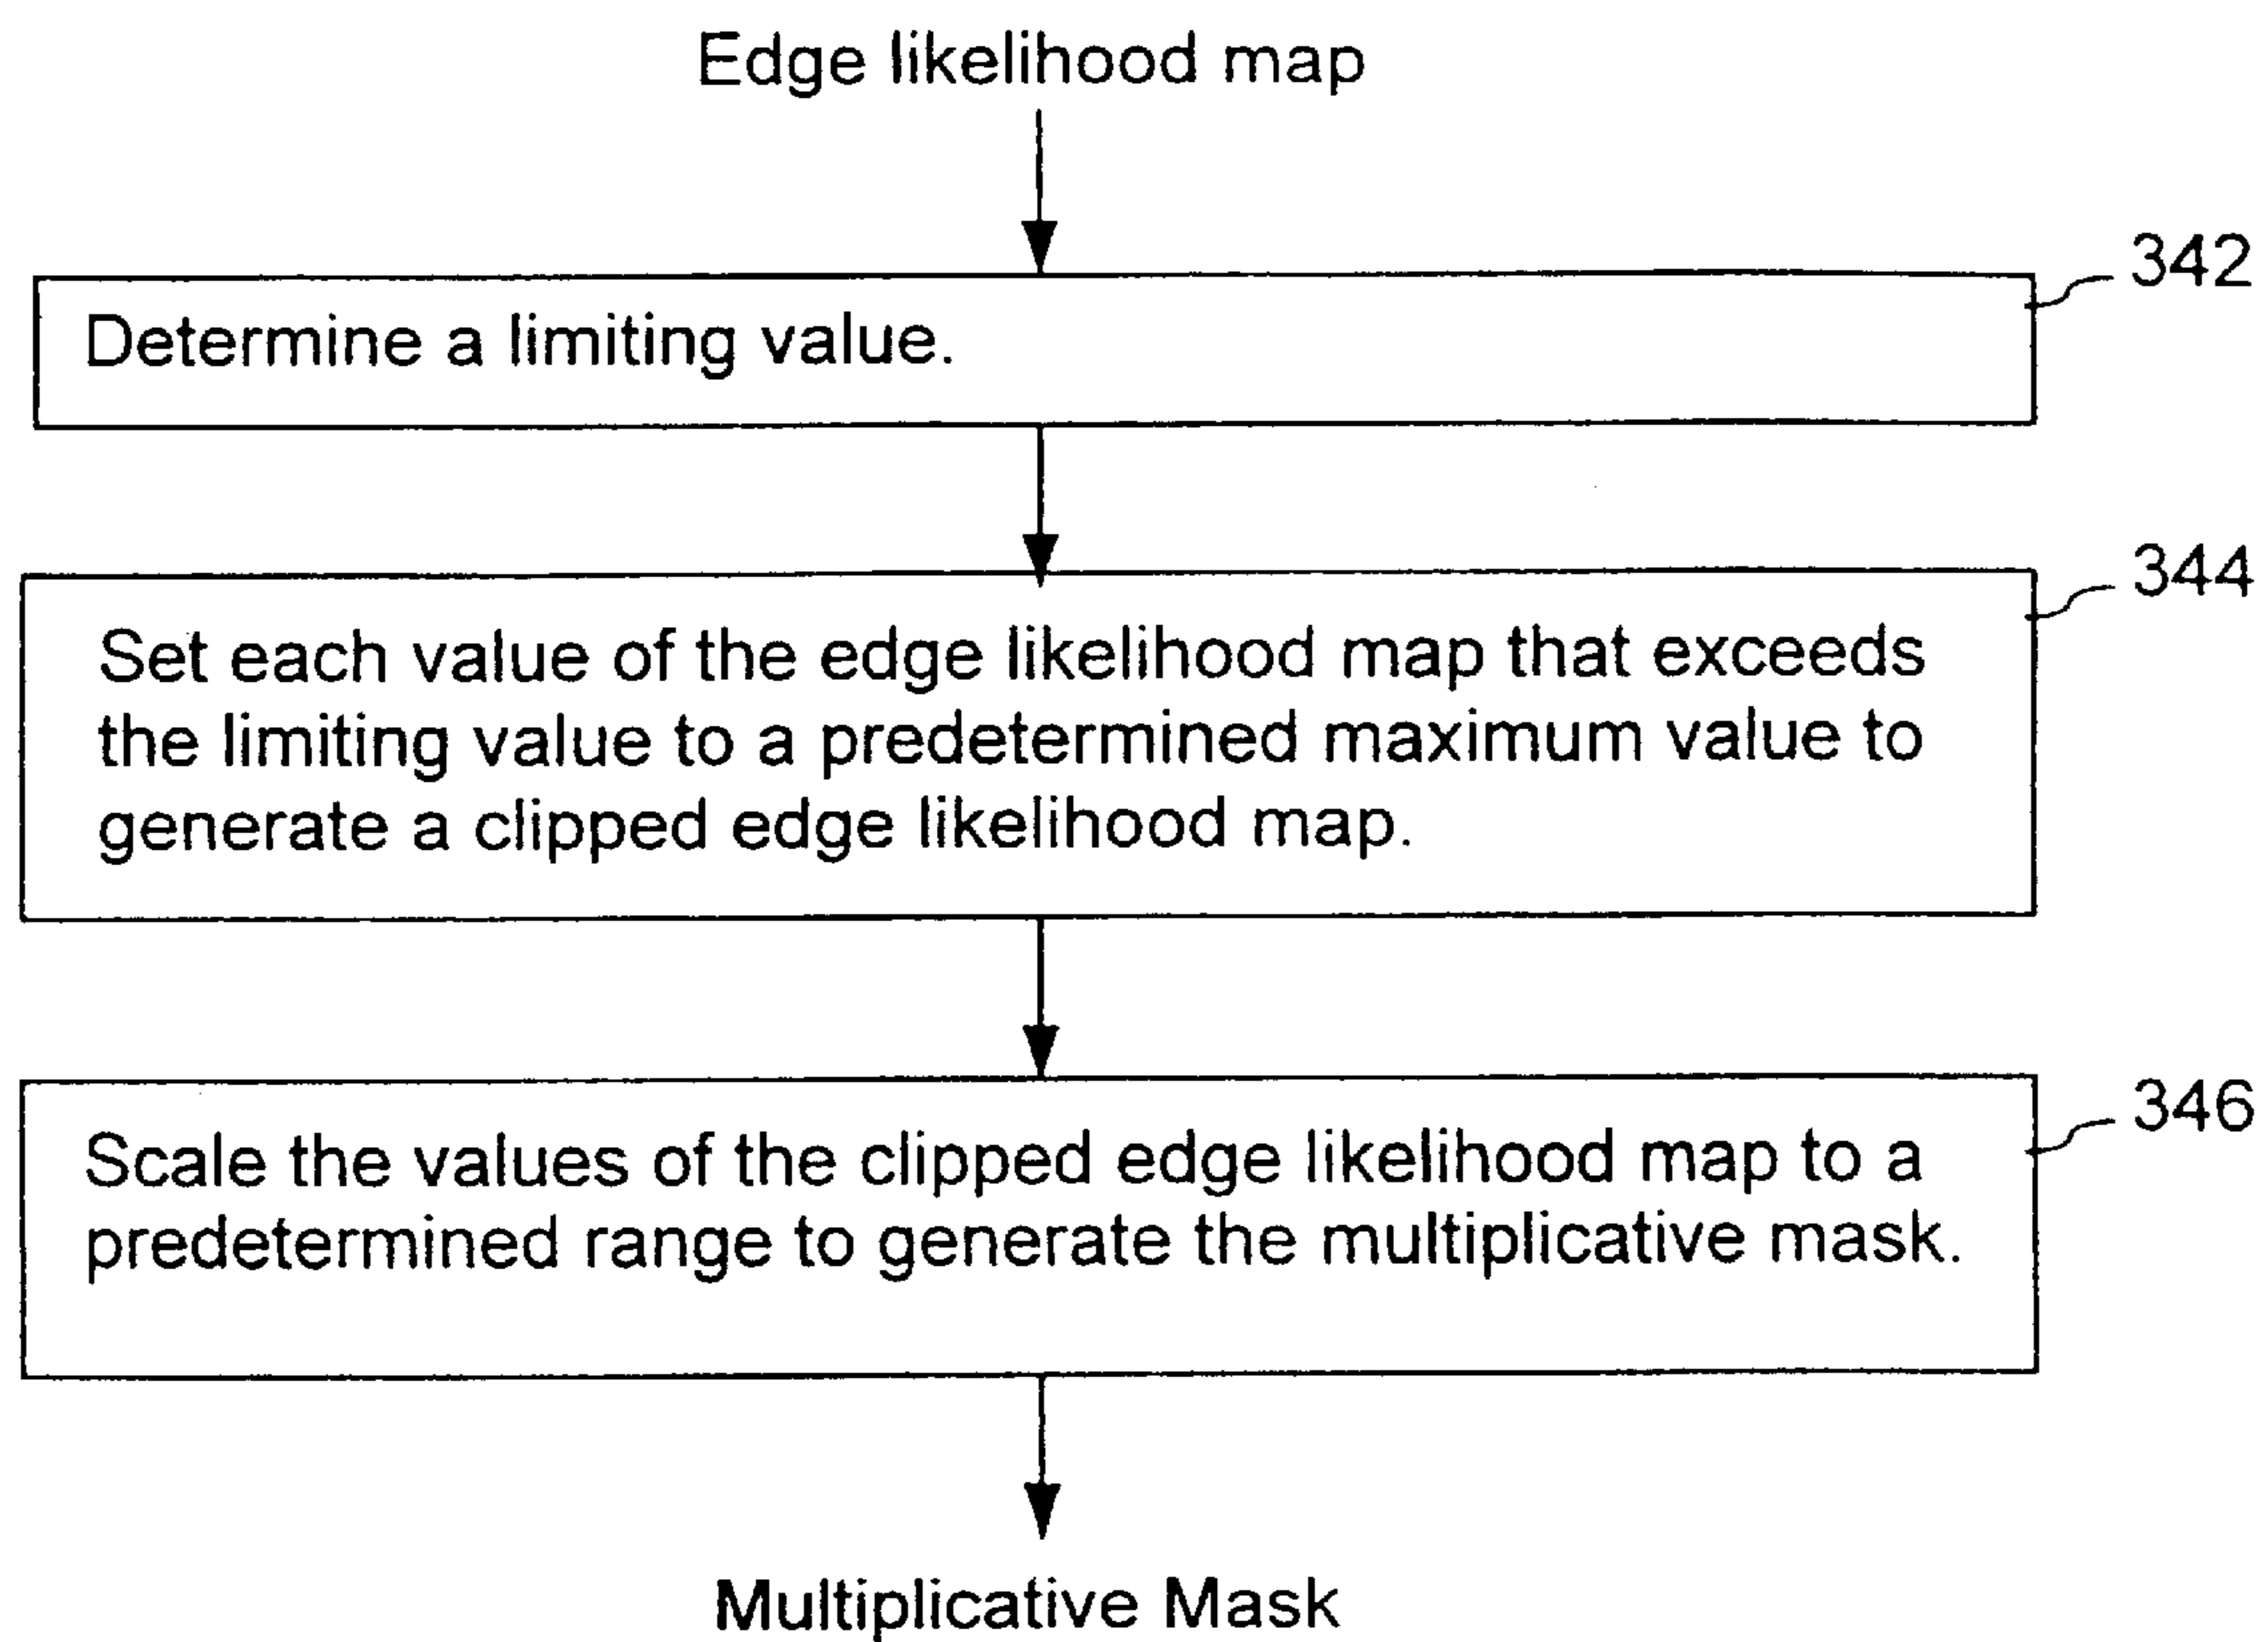 Edge likelihood map
342
Determine a limiting value.
344
Set each value of the edge likelihood map that exceeds
the limiting value to a predetermined maximum value to
generate a clipped edge likelihood map.
346
Scale the values of the clipped edge likelihood map to a
predetermined range to generate the multiplicative mask.
Multiplicative Mask